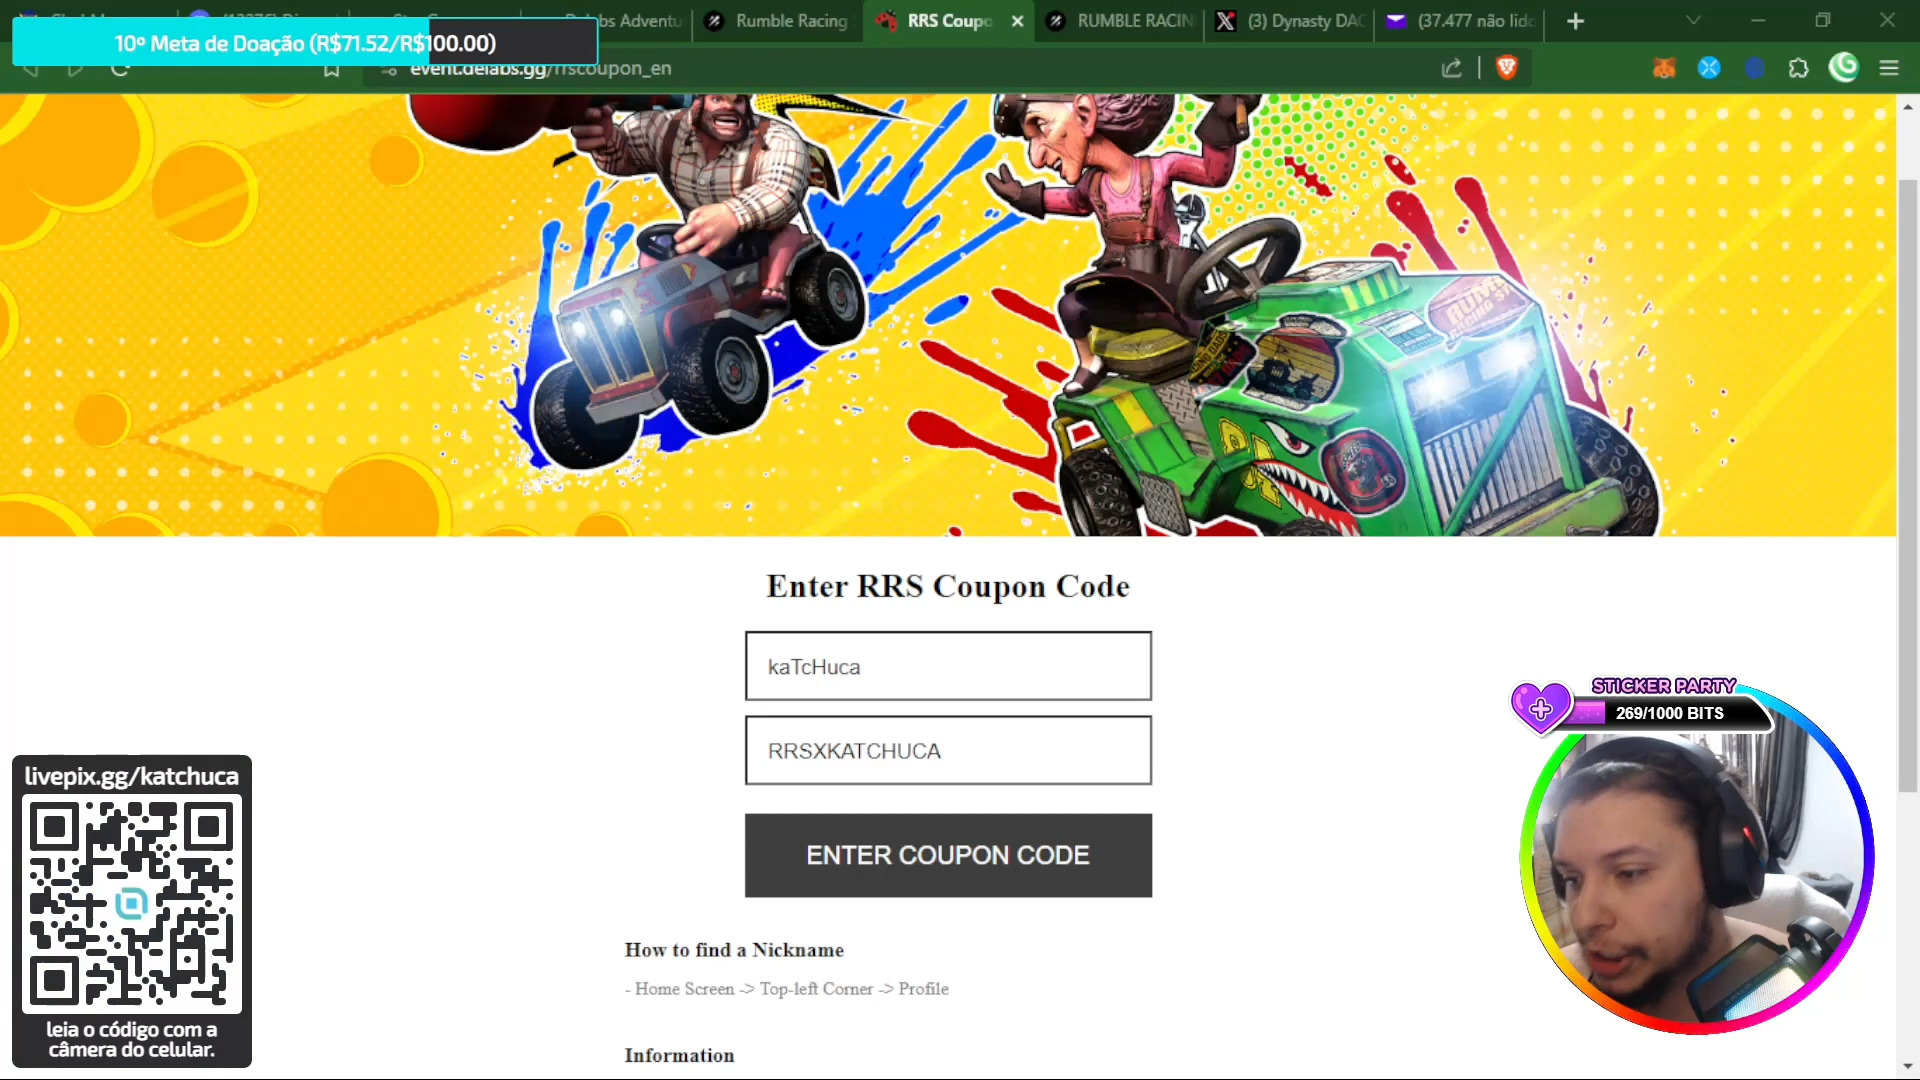 10º Meta de Doação (R$71.52/R$100.00)
Rumble Racing
RRS Coupo
RUMBLE RACIN
(3) Dynasty DAO
(37.477 não lido
event.delabs.gg/rrscoupon_en
Enter RRS Coupon Code
kaTcHuca
RRSXKATCHUCA
ENTER COUPON CODE
How to find a Nickname
- Home Screen -> Top-left Corner -> Profile
Information
livepix.gg/katchuca
leia o código com a
câmera do celular.
STICKER PARTY
269/1000 BITS